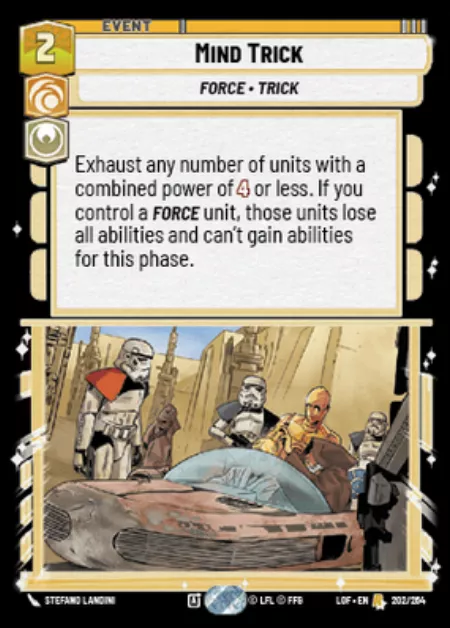 EVENT
2
MIND TRICK
FORCE • TRICK
Exhaust any number of units with a
combined power of 4 or less. If you
control a FORCE unit, those units lose
all abilities and can't gain abilities
for this phase.
STEFANO LANDINI
A
© LFL © FFG
LOF • EN
202/264